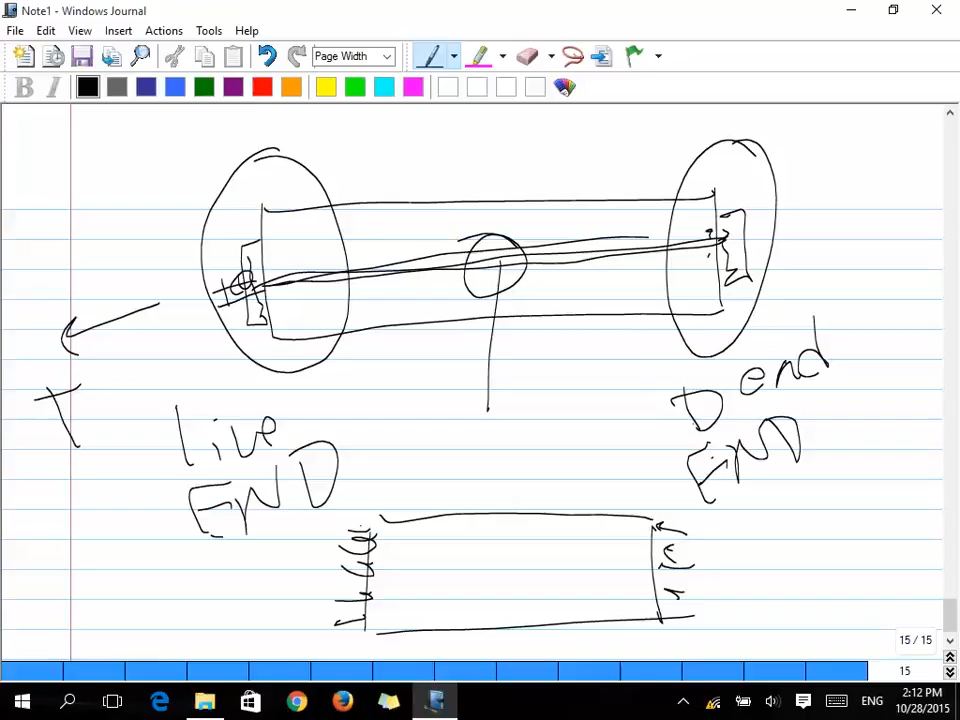 Note1 - Windows Journal
File Edit View Insert Actions Tools Help
Page Width
B I
T
Live
END
Dend
END
15 / 15
15
ENG
2:12 PM
10/28/2015